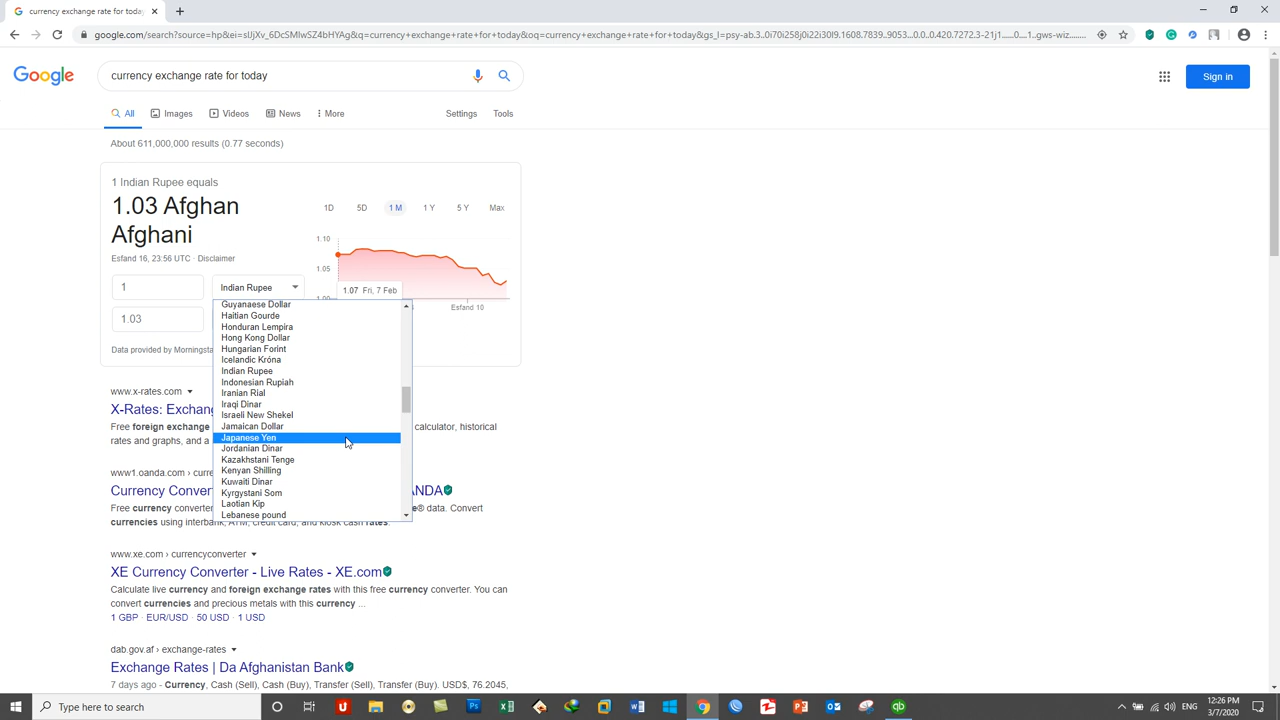 currency exchange rate for today
google.com/search?source=hp&ei=sIJjXv_6DcSMlwSZ4bHYAg&q=currency+exchange+rate+for+today&oq=currency+exchange+rate+for+today&gs_l=psy-ab.3..0i70i258j0i22i30l9.1608.7839..9053...0.0..0.420.7272.3-21j1......0....1..gws-wiz.......
Google
currency exchange rate for today
Sign in
All Images Videos News More Settings Tools
About 611,000,000 results (0.77 seconds)
1 Indian Rupee equals
1.03 Afghan
Afghani
Esfand 16, 23:56 UTC · Disclaimer
1D 5D 1M 1Y 5Y Max
1.10
1.05
1.00
1.07 Fri, 7 Feb
Esfand 10
1
Indian Rupee
1.03
Data provided by Morningsta
Guyanaese Dollar
Haitian Gourde
Honduran Lempira
Hong Kong Dollar
Hungarian Forint
Icelandic Króna
Indian Rupee
Indonesian Rupiah
Iranian Rial
Iraqi Dinar
Israeli New Shekel
Jamaican Dollar
Japanese Yen
Jordanian Dinar
Kazakhstani Tenge
Kenyan Shilling
Kuwaiti Dinar
Kyrgystani Som
Laotian Kip
Lebanese pound
www.x-rates.com
X-Rates: Exchang
Free foreign exchange calculator, historical
rates and graphs, and a
www1.oanda.com › curre
Currency Conver ANDA
Free currency converter e® data. Convert
currencies using interbank, ATM, credit card, and kiosk cash rates.
www.xe.com › currencyconverter
XE Currency Converter - Live Rates - XE.com
Calculate live currency and foreign exchange rates with this free currency converter. You can
convert currencies and precious metals with this currency ...
1 GBP · EUR/USD · 50 USD · 1 USD
dab.gov.af › exchange-rates
Exchange Rates | Da Afghanistan Bank
7 days ago - Currency, Cash (Sell), Cash (Buy), Transfer (Sell), Transfer (Buy). USD$, 76.2045,
Type here to search
12:26 PM
3/7/2020